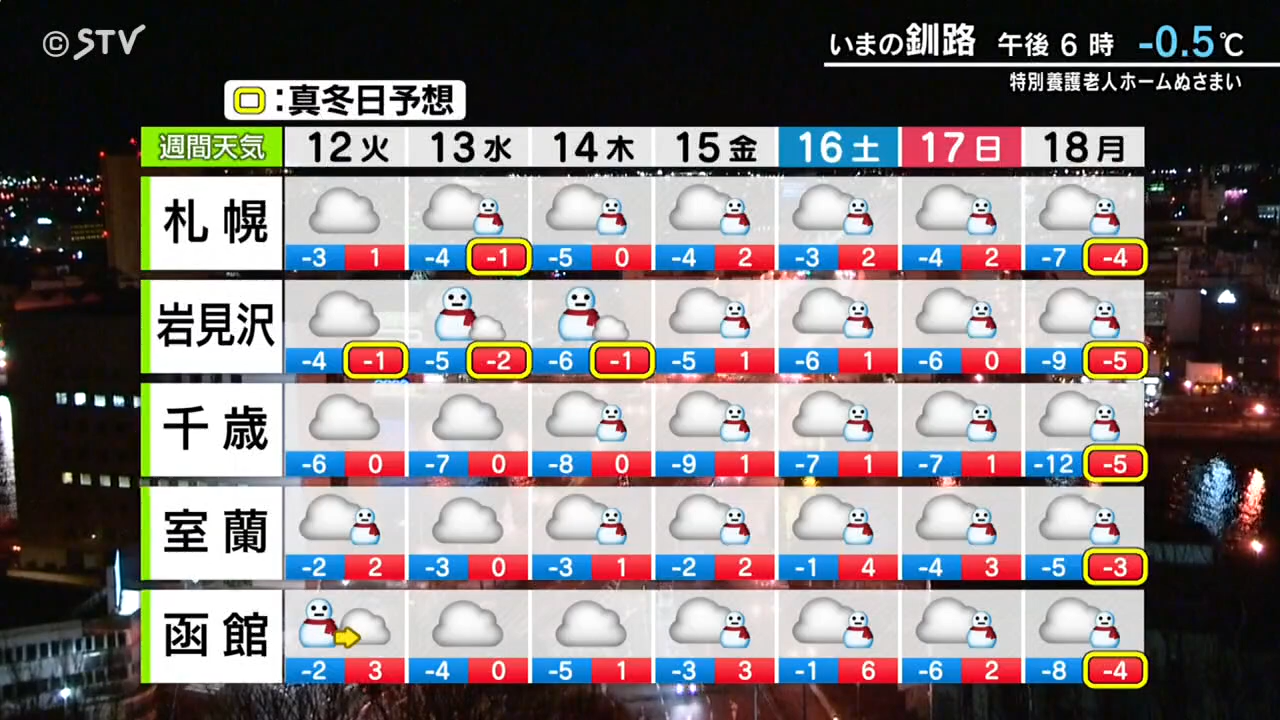 © STV
いまの釧路 午後6時 -0.5℃
特別養護老人ホームぬさまい
:真冬日予想
週間天気 12火 13水 14木 15金 16土 17日 18月
札幌 -3 1 -4 -1 -5 0 -4 2 -3 2 -4 2 -7 -4
岩見沢 -4 -1 -5 -2 -6 -1 -5 1 -6 1 -6 0 -9 -5
千歳 -6 0 -7 0 -8 0 -9 1 -7 1 -7 1 -12 -5
室蘭 -2 2 -3 0 -3 1 -2 2 -1 4 -4 3 -5 -3
函館 -2 3 -4 0 -5 1 -3 3 -1 6 -6 2 -8 -4